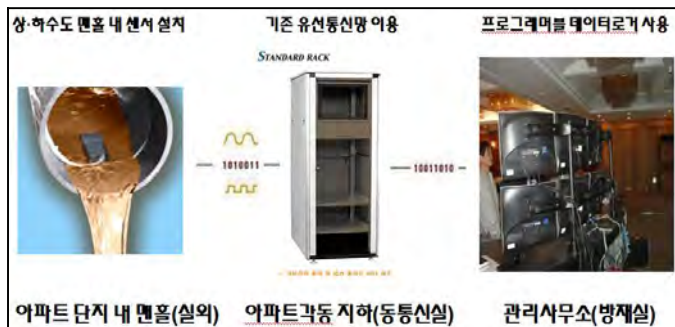 상·하수도 맨홀 내 센서 설치
기존 유선통신망 이용
프로그래머블 데이터로거 사용
STANDARD RACK
1010011
10011010
아파트 단지 내 맨홀(실외)
아파트각동 지하(동통신실)
관리사무소(방재실)